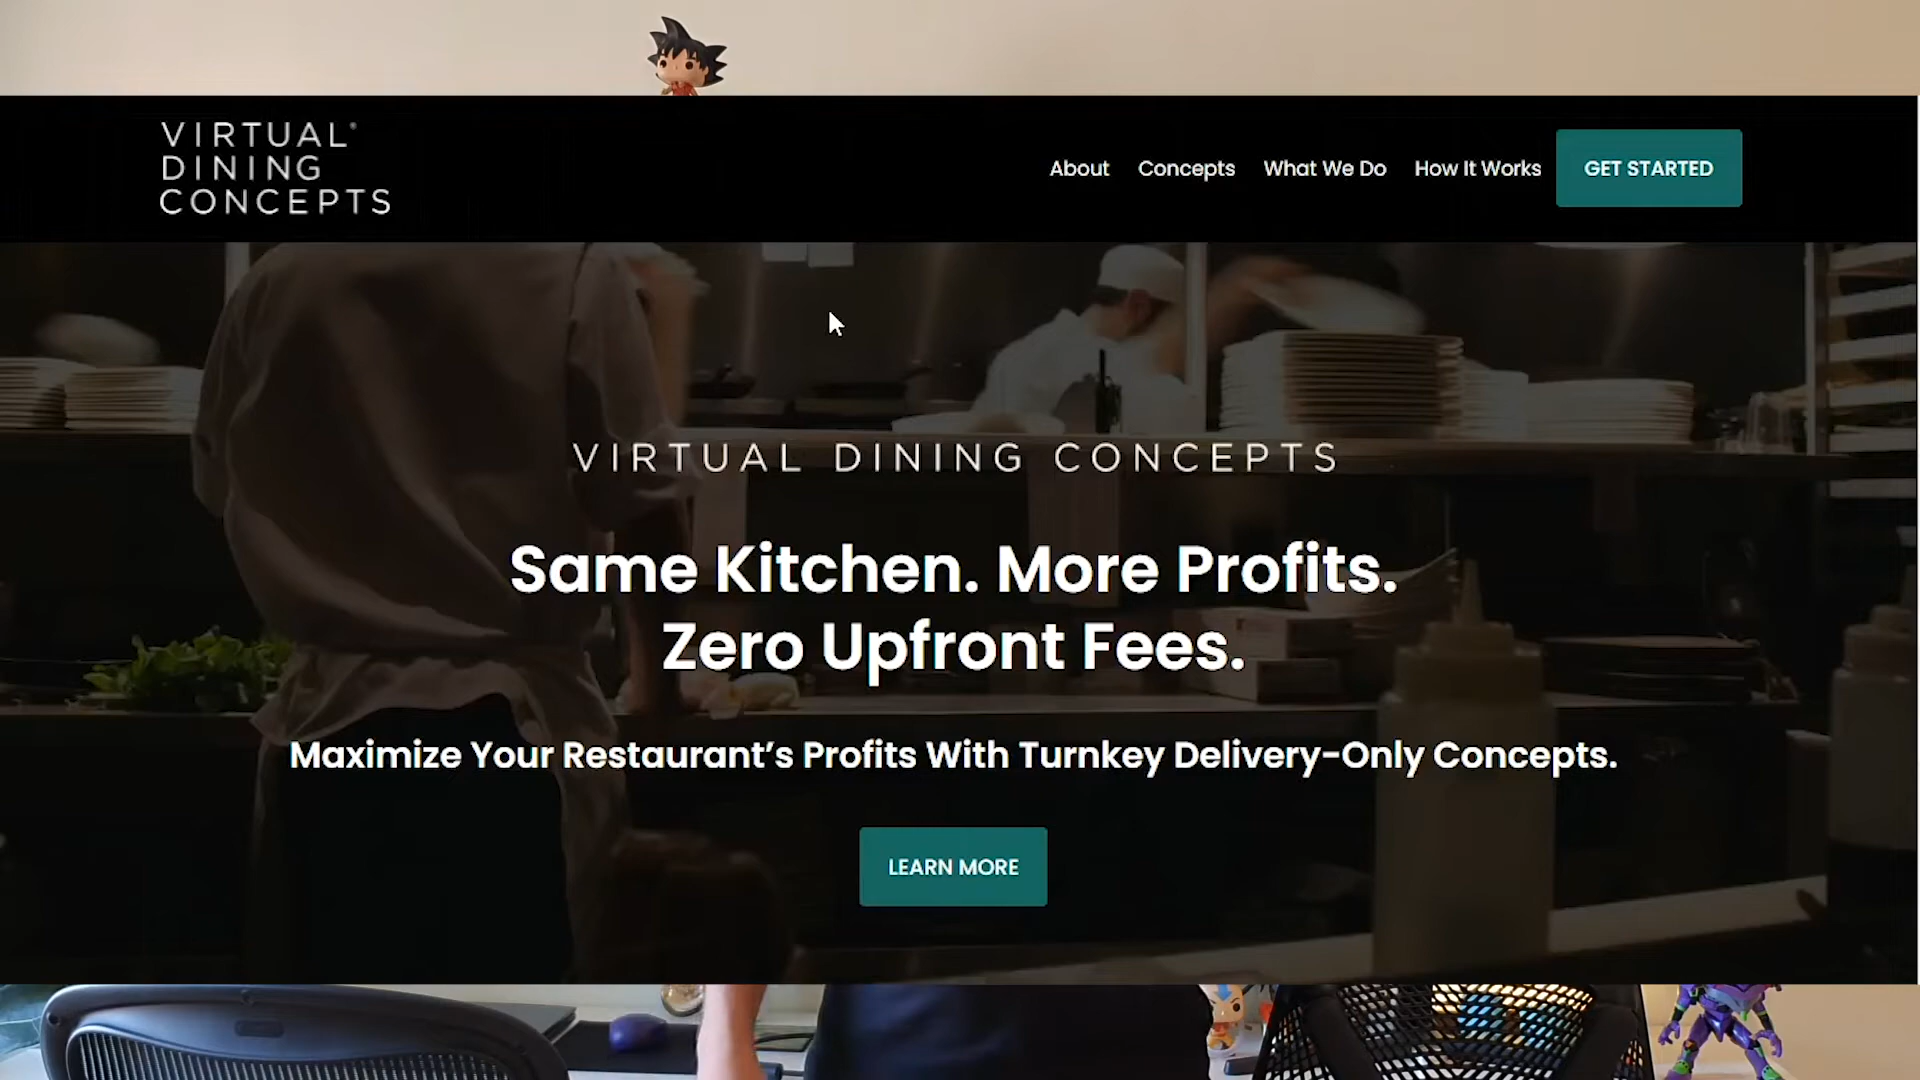 VIRTUAL®
DINING
CONCEPTS
About Concepts What We Do How It Works GET STARTED
VIRTUAL DINING CONCEPTS
Same Kitchen. More Profits.
Zero Upfront Fees.
Maximize Your Restaurant’s Profits With Turnkey Delivery-Only Concepts.
LEARN MORE